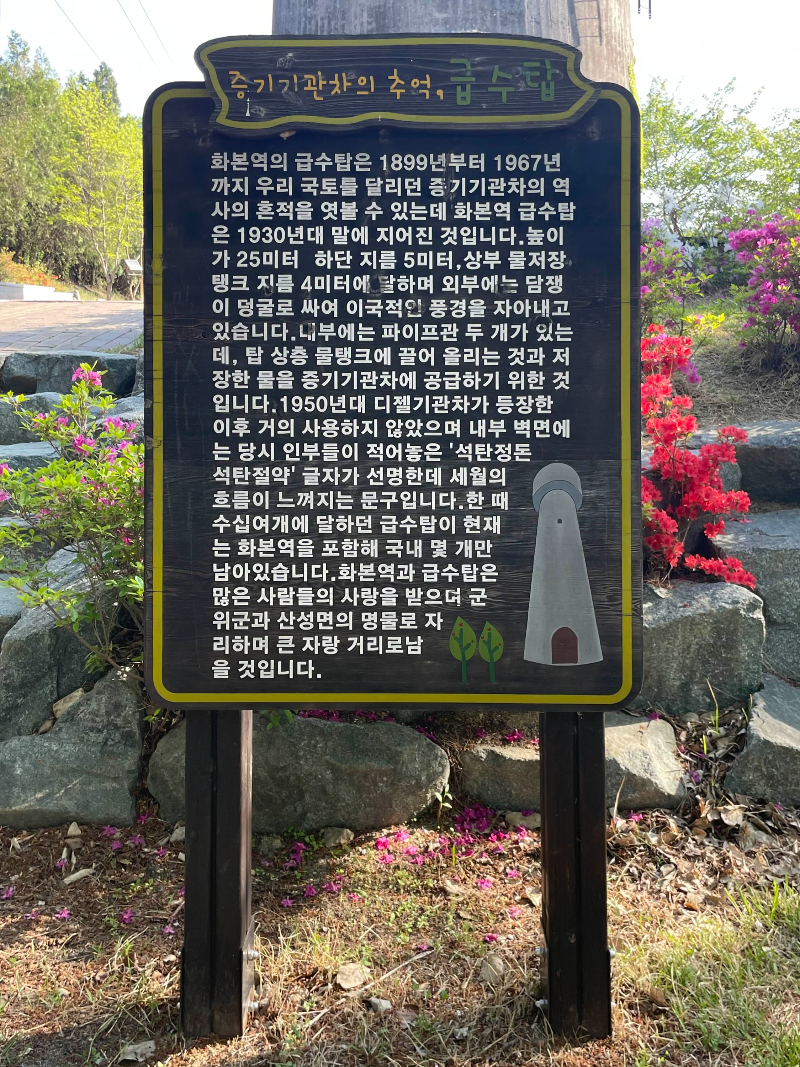 증기기관차의 추억, 급수탑
화본역의 급수탑은 1899년부터 1967년
까지 우리 국토를 달리던 증기기관차의 역
사의 흔적을 엿볼 수 있는데 화본역 급수탑
은 1930년대 말에 지어진 것입니다.높이
가 25미터 하단 지름 5미터,상부 물저장
탱크 지름 4미터에 달하며 외부에는 담쟁
이 덩굴로 싸여 이국적인 풍경을 자아내고
있습니다.내부에는 파이프관 두 개가 있는
데, 탑 상층 물탱크에 끌어 올리는 것과 저
장한 물을 증기기관차에 공급하기 위한 것
입니다.1950년대 디젤기관차가 등장한
이후 거의 사용하지 않았으며 내부 벽면에
는 당시 인부들이 적어놓은 '석탄정돈
석탄절약' 글자가 선명한데 세월의
흐름이 느껴지는 문구입니다.한 때
수십여개에 달하던 급수탑이 현재
는 화본역을 포함해 국내 몇 개만
남아있습니다.화본역과 급수탑은
많은 사람들의 사랑을 받으며 군
위군과 산성면의 명물로 자
리하며 큰 자랑 거리로남
을 것입니다.